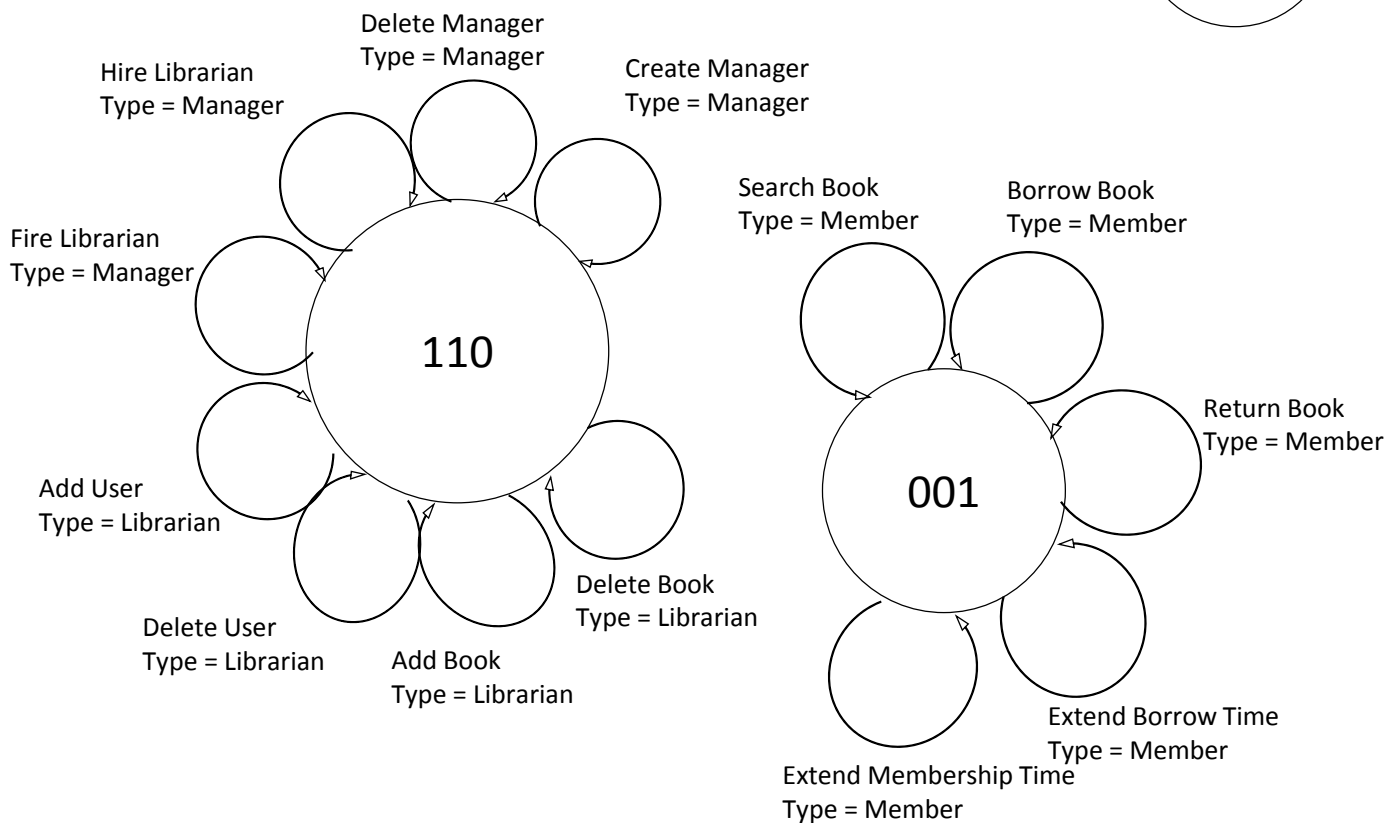 Delete Manager
Type = Manager
Hire Librarian
Type = Manager
Create Manager
Type = Manager
Fire Librarian
Type = Manager
110
Add User
Type = Librarian
Delete User
Type = Librarian
Add Book
Type = Librarian
Delete Book
Type = Librarian
Search Book
Type = Member
Borrow Book
Type = Member
Return Book
Type = Member
001
Extend Borrow Time
Type = Member
Extend Membership Time
Type = Member